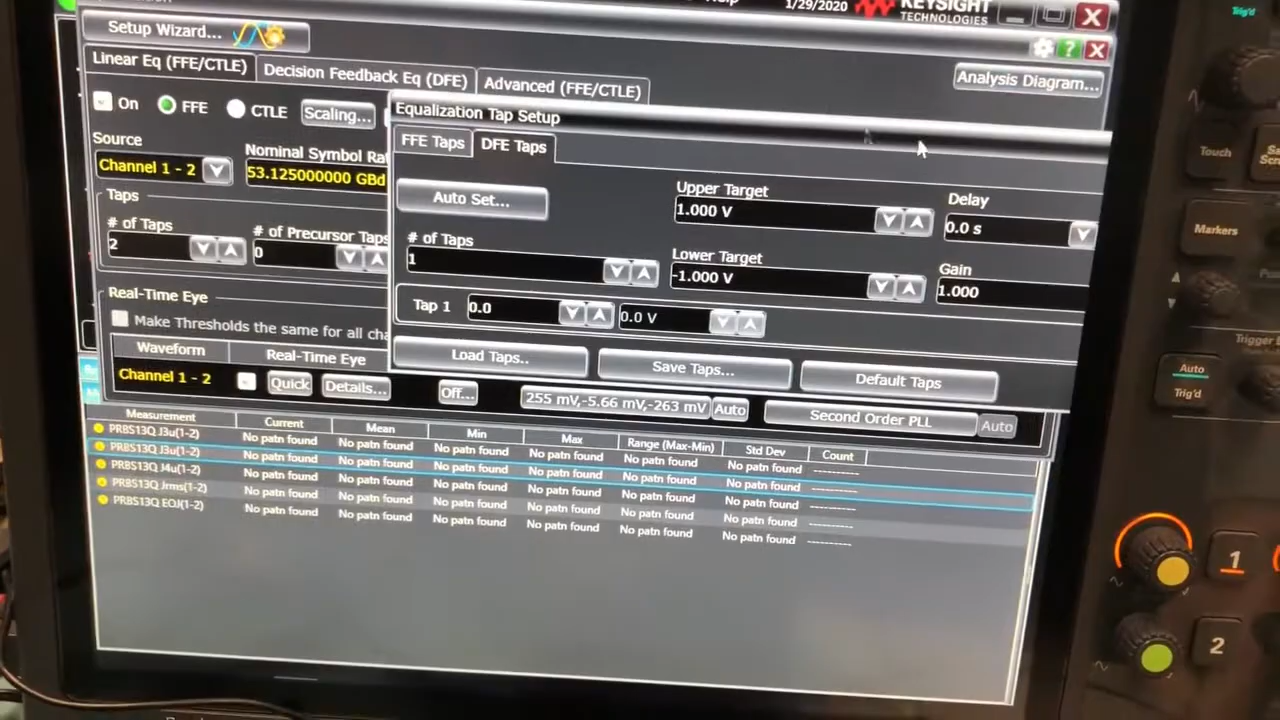 1/29/2020
KEYSIGHT
TECHNOLOGIES
Trig'd
Setup Wizard...
Linear Eq (FFE/CTLE)
Decision Feedback Eq (DFE)
Advanced (FFE/CTLE)
Analysis Diagram...
On
FFE
CTLE
Scaling...
Equalization Tap Setup
FFE Taps
DFE Taps
Source
Channel 1 - 2
Nominal Symbol Ra
53.125000000 GBd
Auto Set...
Upper Target
1.000 V
Delay
0.0 s
Taps
# of Taps
2
# of Precursor Taps
0
# of Taps
1
Lower Target
-1.000 V
Gain
1.000
Tap 1
0.0
0.0 V
Real-Time Eye
Make Thresholds the same for all cha
Load Taps..
Save Taps...
Default Taps
Waveform
Real-Time Eye
Channel 1 - 2
Quick
Details...
Off...
255 mV,-5.66 mV,-263 mV
Auto
Second Order PLL
Auto
Measurement Current Mean Min Max Range (Max-Min) Std Dev Count
PRBS13Q J3u(1-2) No patn found No patn found No patn found No patn found No patn found No patn found ----------
PRBS13Q J3u(1-2) No patn found No patn found No patn found No patn found No patn found No patn found ----------
PRBS13Q J4u(1-2) No patn found No patn found No patn found No patn found No patn found No patn found ----------
PRBS13Q Jrms(1-2) No patn found No patn found No patn found No patn found No patn found No patn found ----------
PRBS13Q EOJ(1-2) No patn found No patn found No patn found No patn found No patn found No patn found ----------
Touch
Markers
Trigger
Auto
Trig'd
1
2